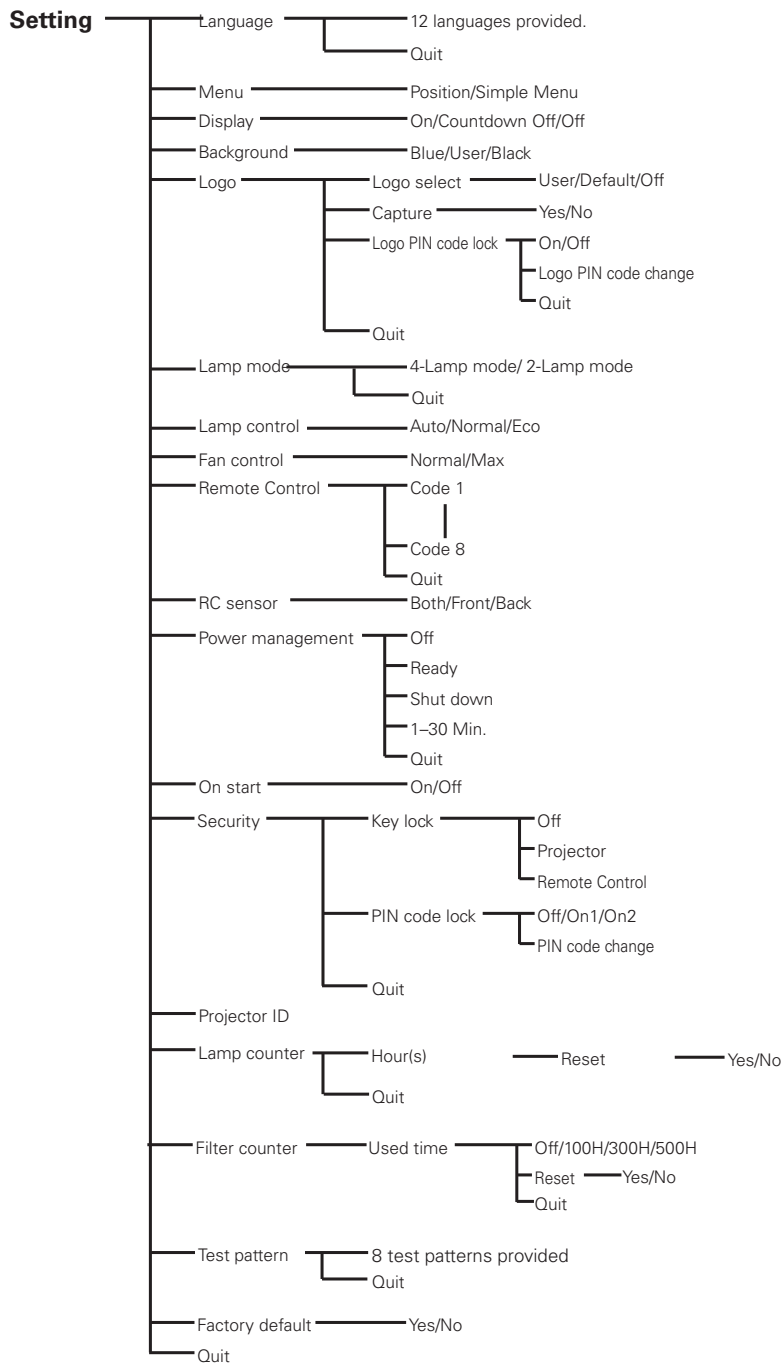 Setting Language 12 languages provided.
Quit
Menu Position/Simple Menu
Display On/Countdown Off/Off
Background Blue/User/Black
Logo Logo select User/Default/Off
Capture Yes/No
Logo PIN code lock On/Off
Logo PIN code change
Quit
Quit
Lamp mode 4-Lamp mode/ 2-Lamp mode
Quit
Lamp control Auto/Normal/Eco
Fan control Normal/Max
Remote Control Code 1
Code 8
Quit
RC sensor Both/Front/Back
Power management Off
Ready
Shut down
1–30 Min.
Quit
On start On/Off
Security Key lock Off
Projector
Remote Control
PIN code lock Off/On1/On2
PIN code change
Quit
Projector ID
Lamp counter Hour(s) Reset Yes/No
Quit
Filter counter Used time Off/100H/300H/500H
Reset Yes/No
Quit
Test pattern 8 test patterns provided
Quit
Factory default Yes/No
Quit